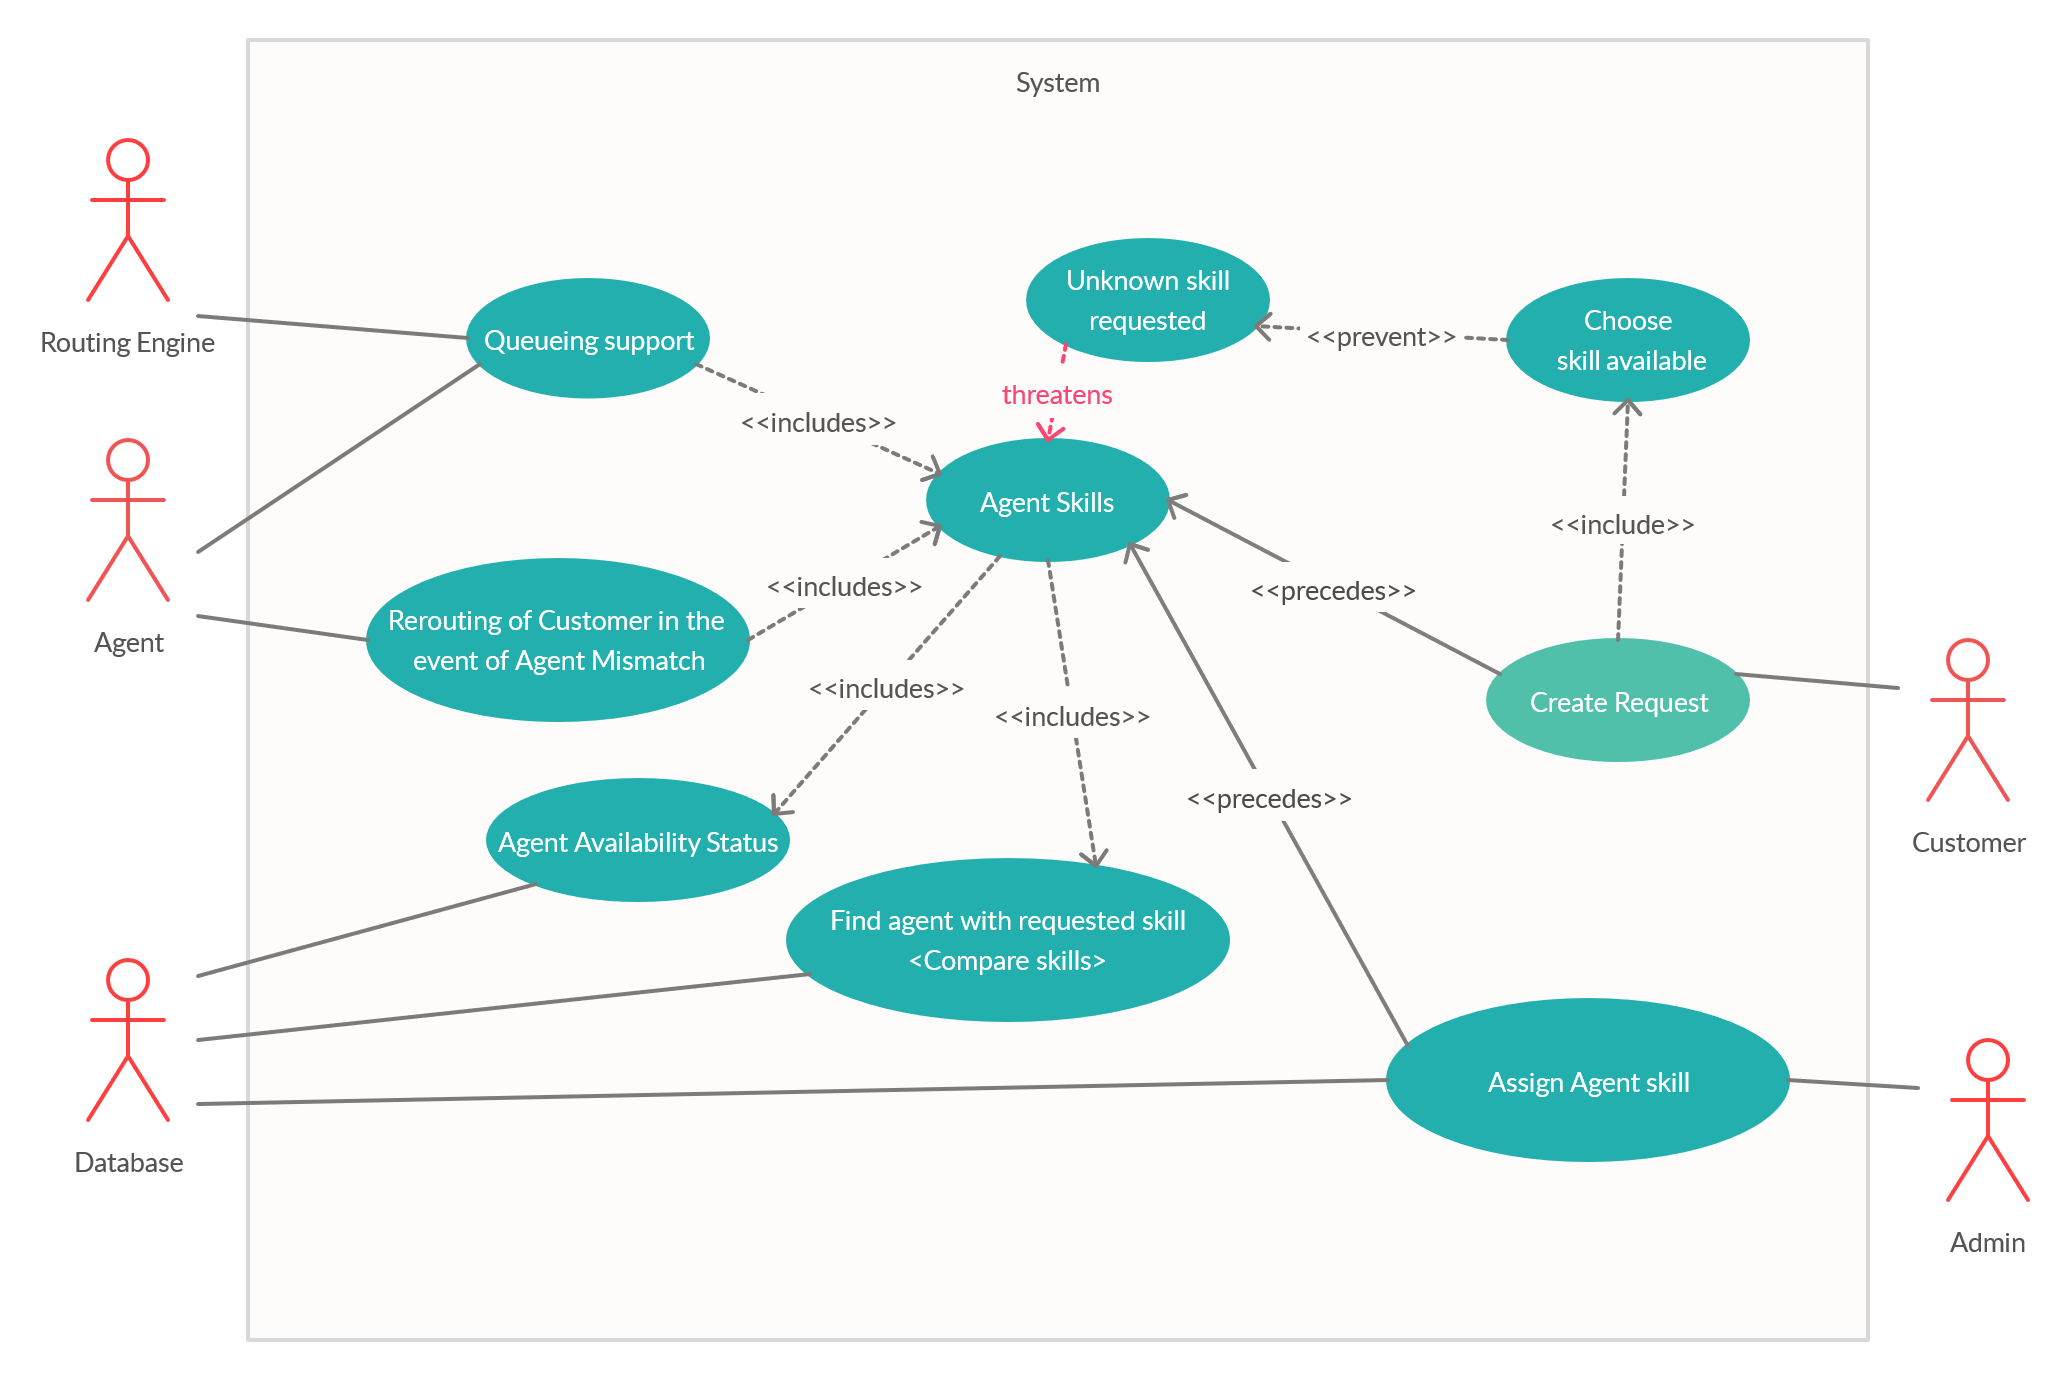 System
Routing Engine
Queueing support
Unknown skill
requested
<<prevent>>
Choose
skill available
threatens
<<includes>>
Agent Skills
<<include>>
Agent
Rerouting of Customer in the
event of Agent Mismatch
<<includes>>
<<precedes>>
<<includes>>
<<includes>>
Create Request
Customer
<<precedes>>
Agent Availability Status
Find agent with requested skill
<Compare skills>
Database
Assign Agent skill
Admin